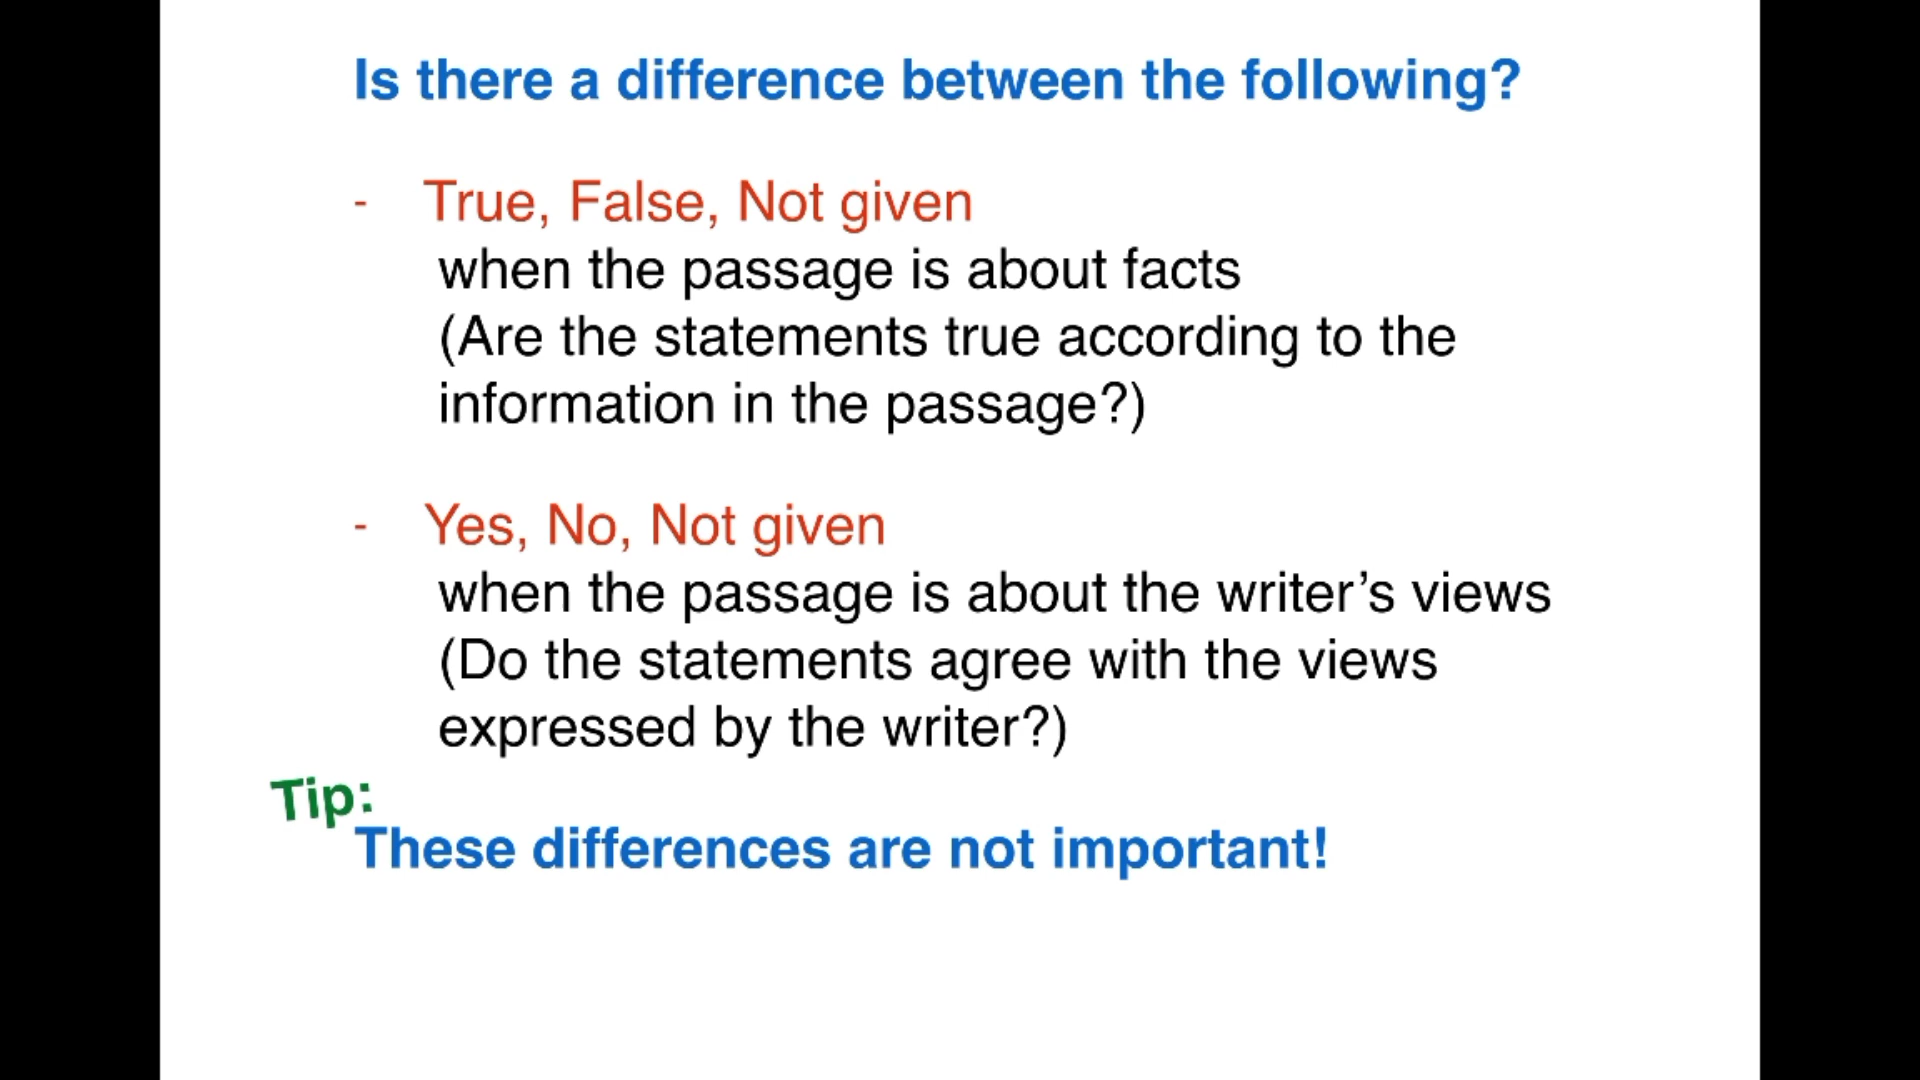 Is there a difference between the following?
- True, False, Not given
when the passage is about facts
(Are the statements true according to the
information in the passage?)
- Yes, No, Not given
when the passage is about the writer’s views
(Do the statements agree with the views
expressed by the writer?)
Tip:
These differences are not important!